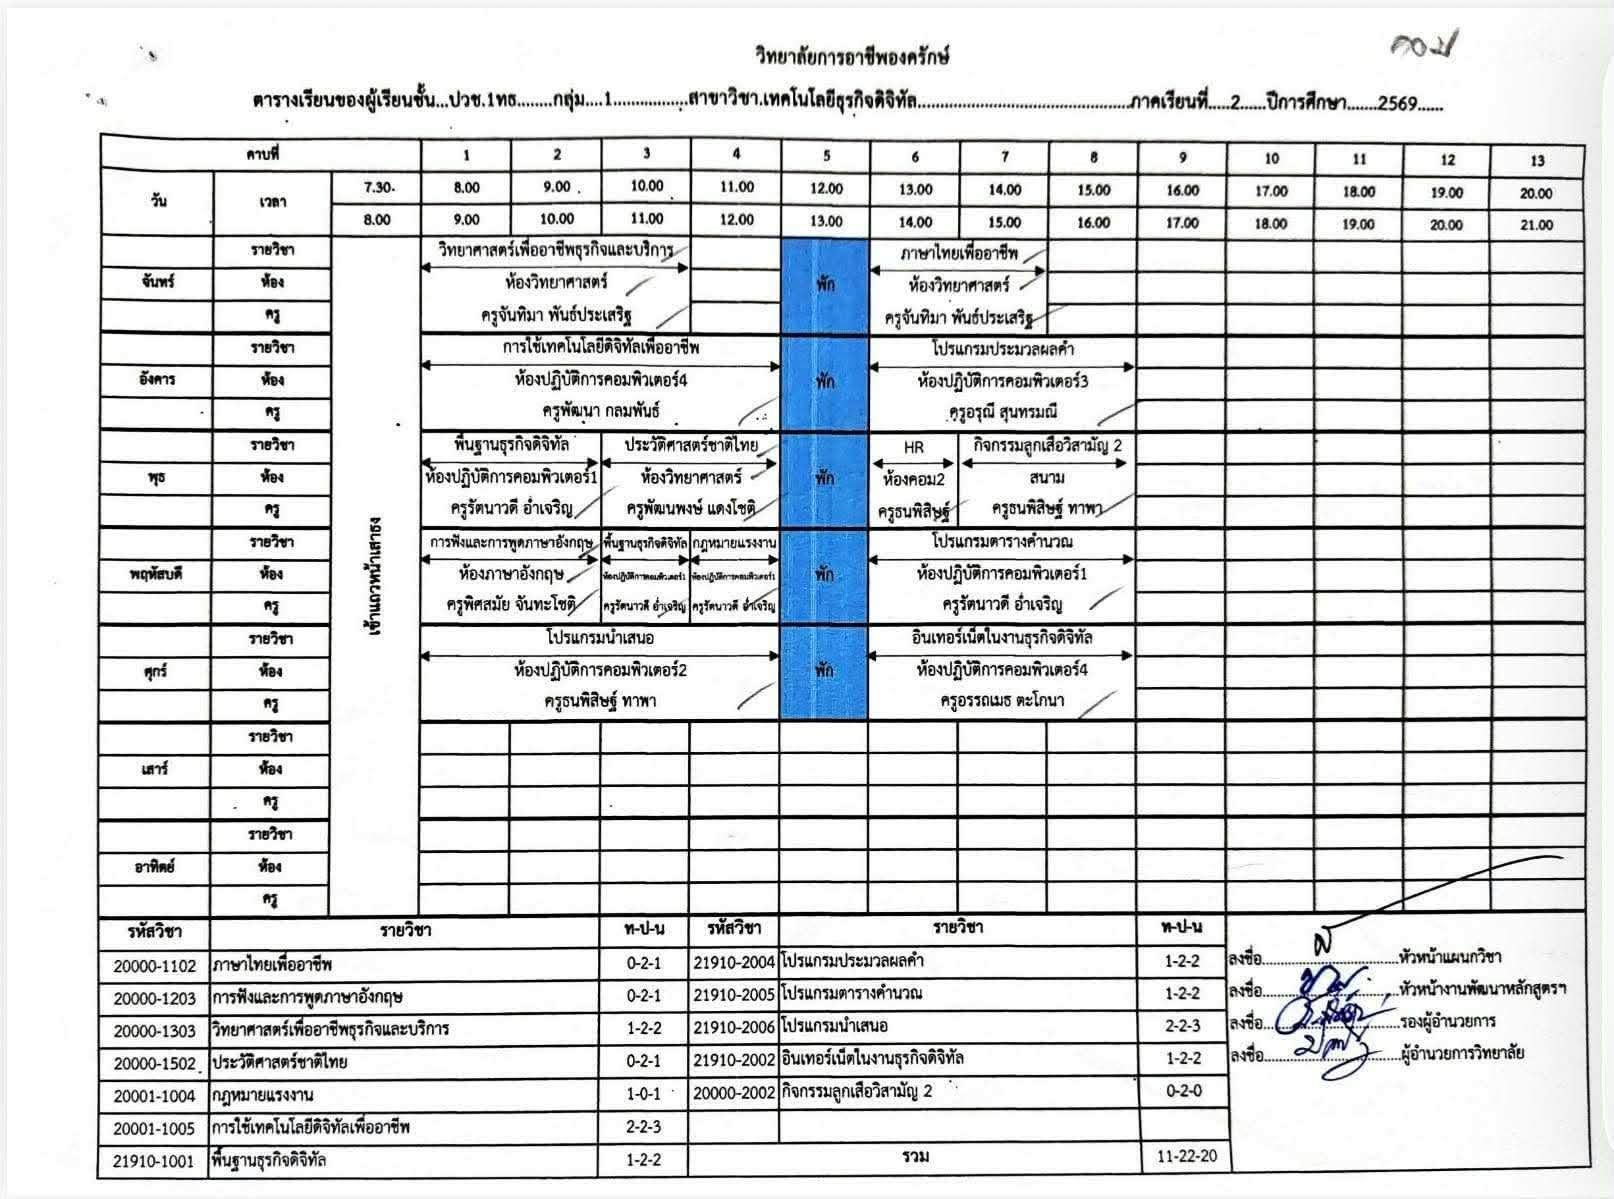 วิทยาลัยการอาชีพองครักษ์
ตารางเรียนของผู้เรียนชั้น...ปวช.1ทธ........กลุ่ม....1.................สาขาวิชา.เทคโนโลยีธุรกิจดิจิทัล................................................ภาคเรียนที่.....2.....ปีการศึกษา.......2569......
คาบที่ 1 2 3 4 5 6 7 8 9 10 11 12 13
วัน เวลา 7.30- 8.00 9.00 10.00 11.00 12.00 13.00 14.00 15.00 16.00 17.00 18.00 19.00 20.00
8.00 9.00 10.00 11.00 12.00 13.00 14.00 15.00 16.00 17.00 18.00 19.00 20.00 21.00
เข้าแถวหน้าเสาธง
รายวิชา วิทยาศาสตร์เพื่ออาชีพธุรกิจและบริการ ภาษาไทยเพื่ออาชีพ
จันทร์ ห้อง ห้องวิทยาศาสตร์ พัก ห้องวิทยาศาสตร์
ครู ครูจันทิมา พันธ์ประเสริฐ ครูจันทิมา พันธ์ประเสริฐ
รายวิชา การใช้เทคโนโลยีดิจิทัลเพื่ออาชีพ โปรแกรมประมวลผลคำ
อังคาร ห้อง ห้องปฏิบัติการคอมพิวเตอร์4 พัก ห้องปฏิบัติการคอมพิวเตอร์3
ครู ครูพัฒนา กลมพันธ์ ครูอรุณี สุนทรมณี
รายวิชา พื้นฐานธุรกิจดิจิทัล ประวัติศาสตร์ชาติไทย HR กิจกรรมลูกเสือวิสามัญ 2
พุธ ห้อง ห้องปฏิบัติการคอมพิวเตอร์1 ห้องวิทยาศาสตร์ พัก ห้องคอม2 สนาม
ครู ครูรัตนาวดี อ่ำเจริญ ครูพัฒนพงษ์ แดงโชติ ครูธนพิสิษฐ์ ครูธนพิสิษฐ์ ทาพา
รายวิชา การฟังและการพูดภาษาอังกฤษ พื้นฐานธุรกิจดิจิทัล กฎหมายแรงงาน โปรแกรมตารางคำนวณ
พฤหัสบดี ห้อง ห้องภาษาอังกฤษ ห้องปฏิบัติการคอมพิวเตอร์1 ห้องปฏิบัติการคอมพิวเตอร์1 พัก ห้องปฏิบัติการคอมพิวเตอร์1
ครู ครูพิศสมัย จันทะโชติ ครูรัตนาวดี อ่ำเจริญ ครูรัตนาวดี อ่ำเจริญ ครูรัตนาวดี อ่ำเจริญ
รายวิชา โปรแกรมนำเสนอ อินเทอร์เน็ตในงานธุรกิจดิจิทัล
ศุกร์ ห้อง ห้องปฏิบัติการคอมพิวเตอร์2 พัก ห้องปฏิบัติการคอมพิวเตอร์4
ครู ครูธนพิสิษฐ์ ทาพา ครูอรรถเมธ ตะโกนา
รายวิชา
เสาร์ ห้อง
ครู
รายวิชา
อาทิตย์ ห้อง
ครู
รหัสวิชา รายวิชา ท-ป-น รหัสวิชา รายวิชา ท-ป-น
20000-1102 ภาษาไทยเพื่ออาชีพ 0-2-1 21910-2004 โปรแกรมประมวลผลคำ 1-2-2 ลงชื่อ..............................หัวหน้าแผนกวิชา
20000-1203 การฟังและการพูดภาษาอังกฤษ 0-2-1 21910-2005 โปรแกรมตารางคำนวณ 1-2-2 ลงชื่อ..............................หัวหน้างานพัฒนาหลักสูตรฯ
20000-1303 วิทยาศาสตร์เพื่ออาชีพธุรกิจและบริการ 1-2-2 21910-2006 โปรแกรมนำเสนอ 2-2-3 ลงชื่อ..............................รองผู้อำนวยการ
20000-1502 ประวัติศาสตร์ชาติไทย 0-2-1 21910-2002 อินเทอร์เน็ตในงานธุรกิจดิจิทัล 1-2-2 ลงชื่อ..............................ผู้อำนวยการวิทยาลัย
20001-1004 กฎหมายแรงงาน 1-0-1 20000-2002 กิจกรรมลูกเสือวิสามัญ 2 0-2-0
20001-1005 การใช้เทคโนโลยีดิจิทัลเพื่ออาชีพ 2-2-3
21910-1001 พื้นฐานธุรกิจดิจิทัล 1-2-2 รวม 11-22-20